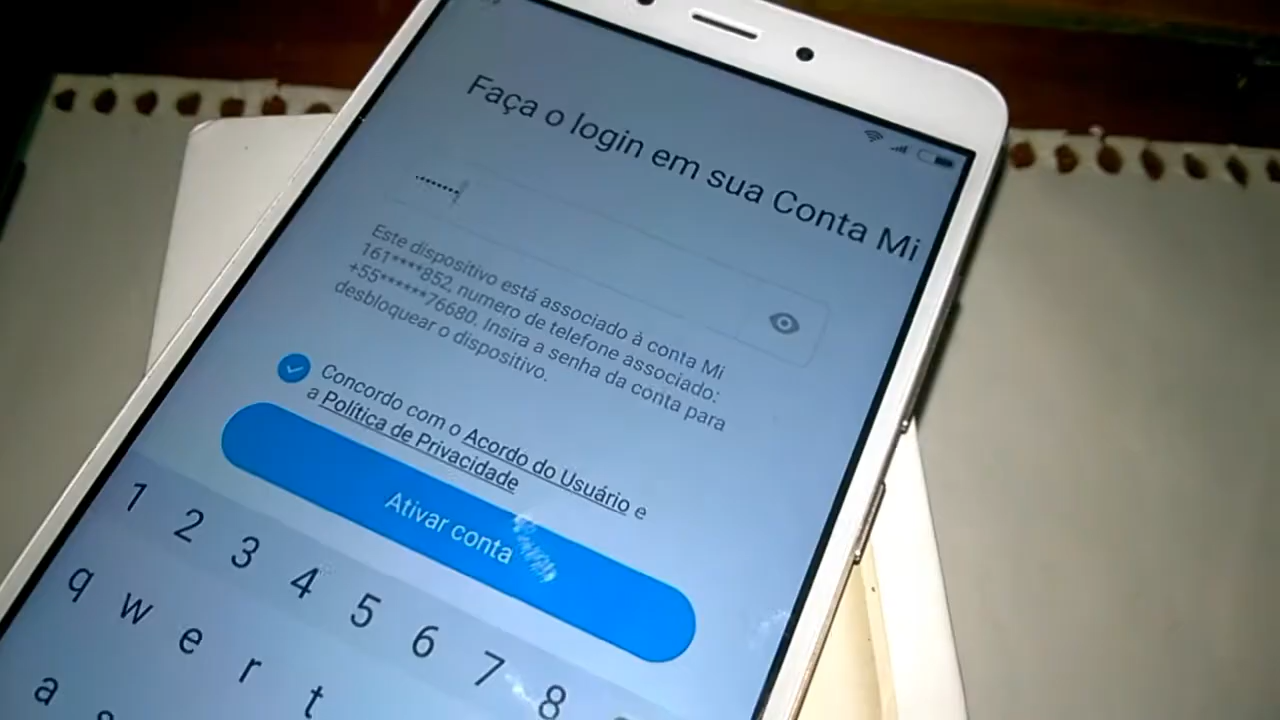 Faça o login em sua Conta Mi
Este dispositivo está associado à conta Mi
161****852, numero de telefone associado:
+55******76680. Insira a senha da conta para
desbloquear o dispositivo.
Concordo com o Acordo do Usuário e
a Política de Privacidade
Ativar conta
1 2 3 4 5 6 7 8
q w e r t
a